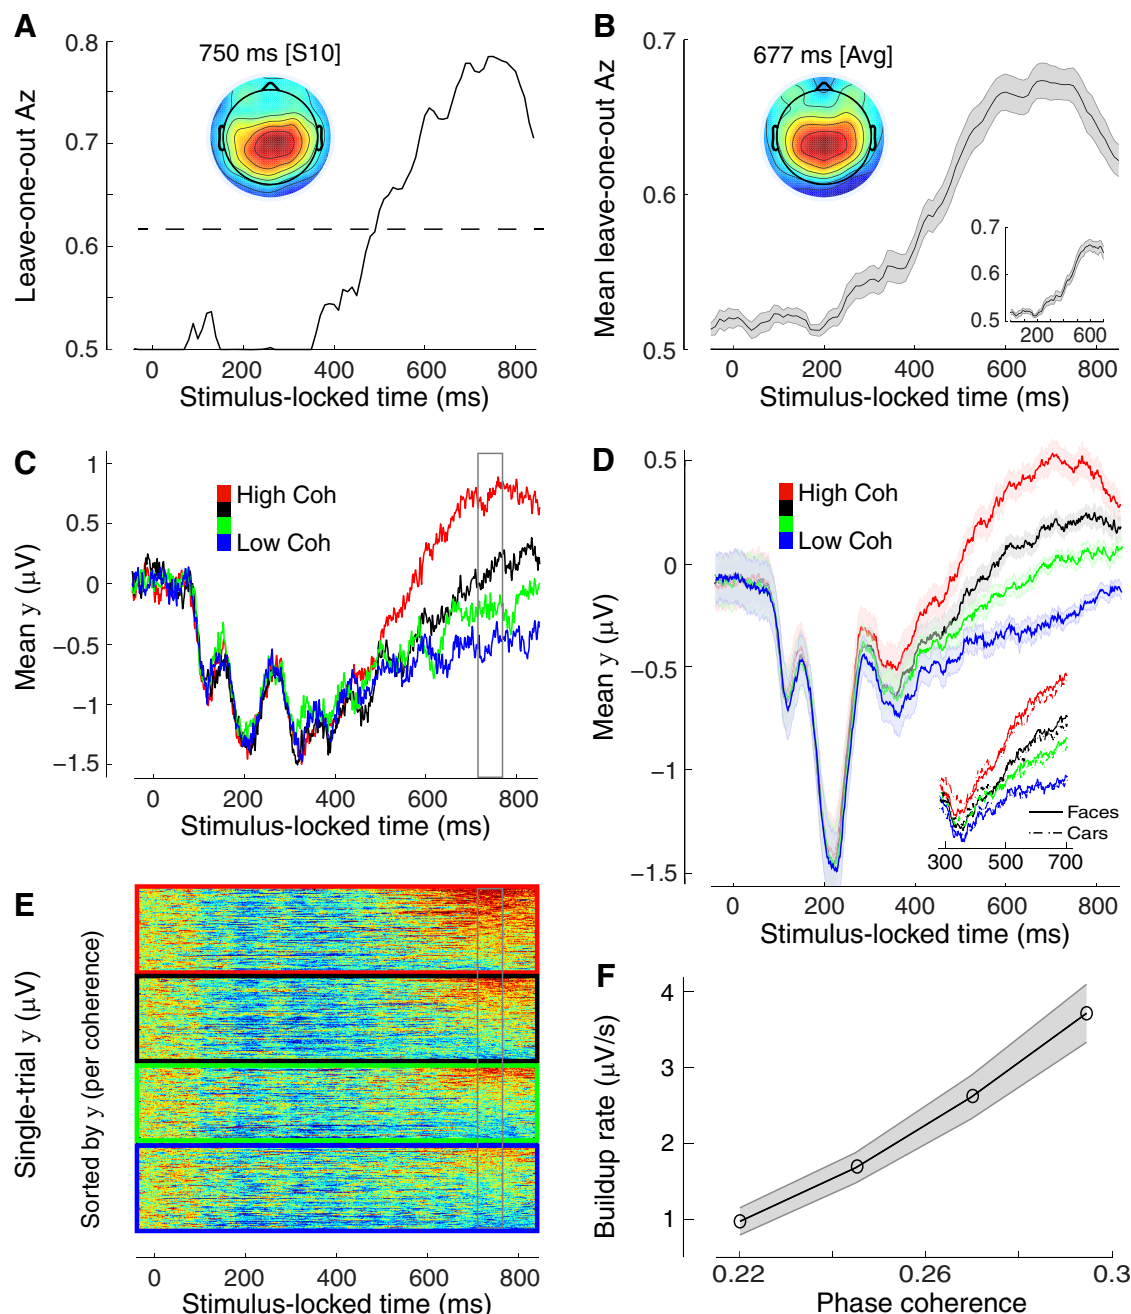 A
750 ms [S10]
Leave-one-out Az
0.8
0.7
0.6
0.5
0 200 400 600 800
Stimulus-locked time (ms)
B
677 ms [Avg]
Mean leave-one-out Az
0.7
0.6
0.5
0.7
0.6
0.5
200 600
0 200 400 600 800
Stimulus-locked time (ms)
C
High Coh
Low Coh
Mean y (µV)
1
0.5
0
−0.5
−1
−1.5
0 200 400 600 800
Stimulus-locked time (ms)
D
High Coh
Low Coh
Mean y (µV)
0.5
0
−0.5
−1
−1.5
Faces
Cars
300 500 700
0 200 400 600 800
Stimulus-locked time (ms)
E
Single-trial y (µV)
Sorted by y (per coherence)
0 200 400 600 800
Stimulus-locked time (ms)
F
Buildup rate (µV/s)
4
3
2
1
0.22 0.26 0.3
Phase coherence